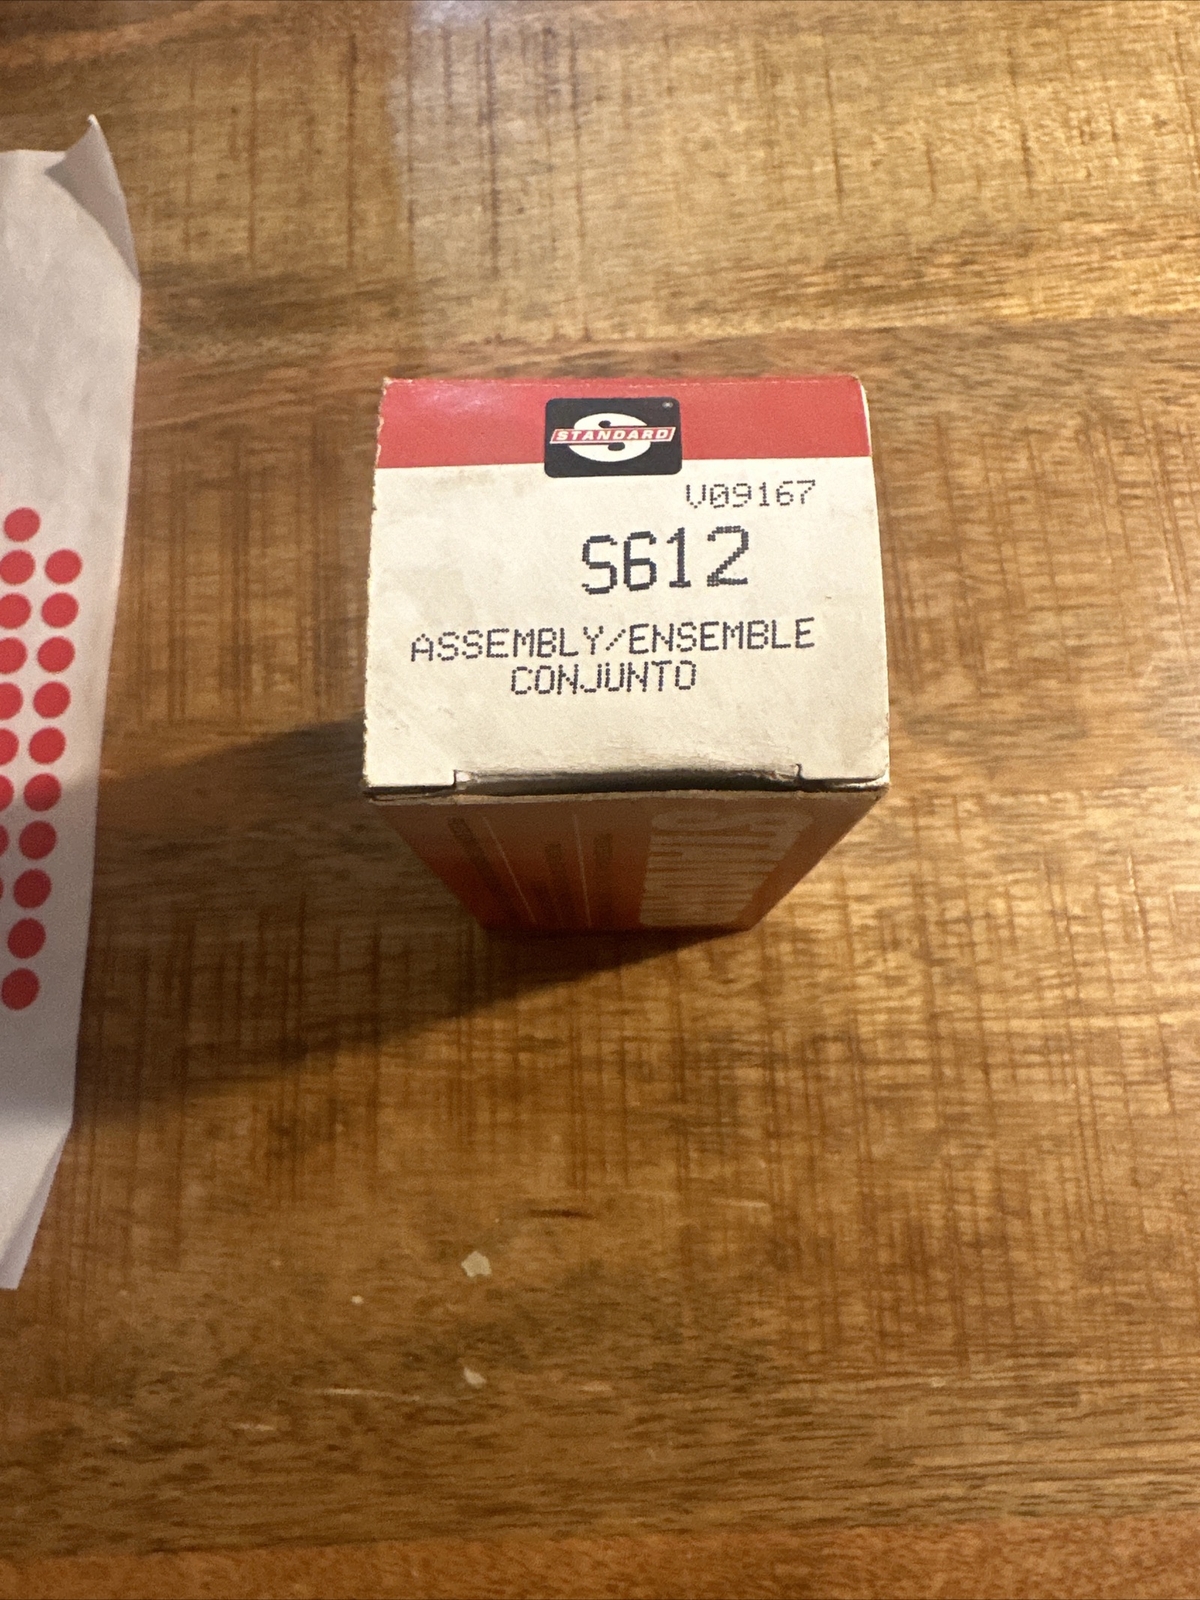 STANDARD
V09167
S612
ASSEMBLY/ENSEMBLE
CONJUNTO